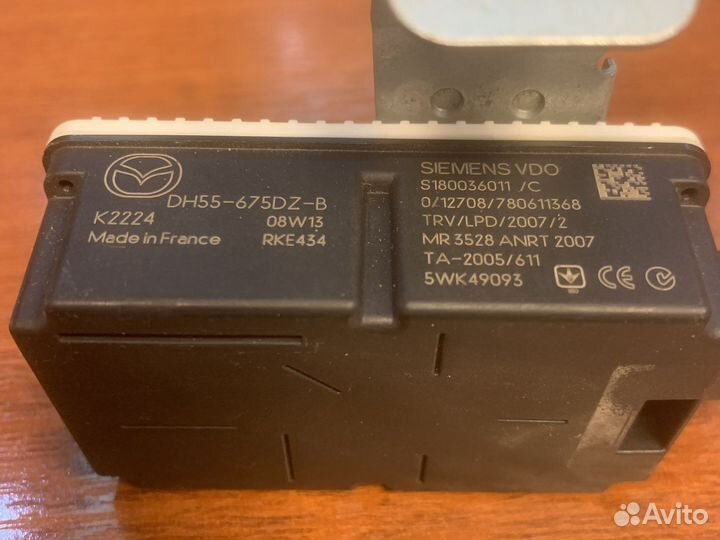 DH55-675DZ-B
K2224 08W13
Made in France RKE434
SIEMENS VDO
S180036011 /C
0/12708/780611368
TRV/LPD/2007/2
MR 3528 ANRT 2007
TA-2005/611
5WK49093 CE
Avito